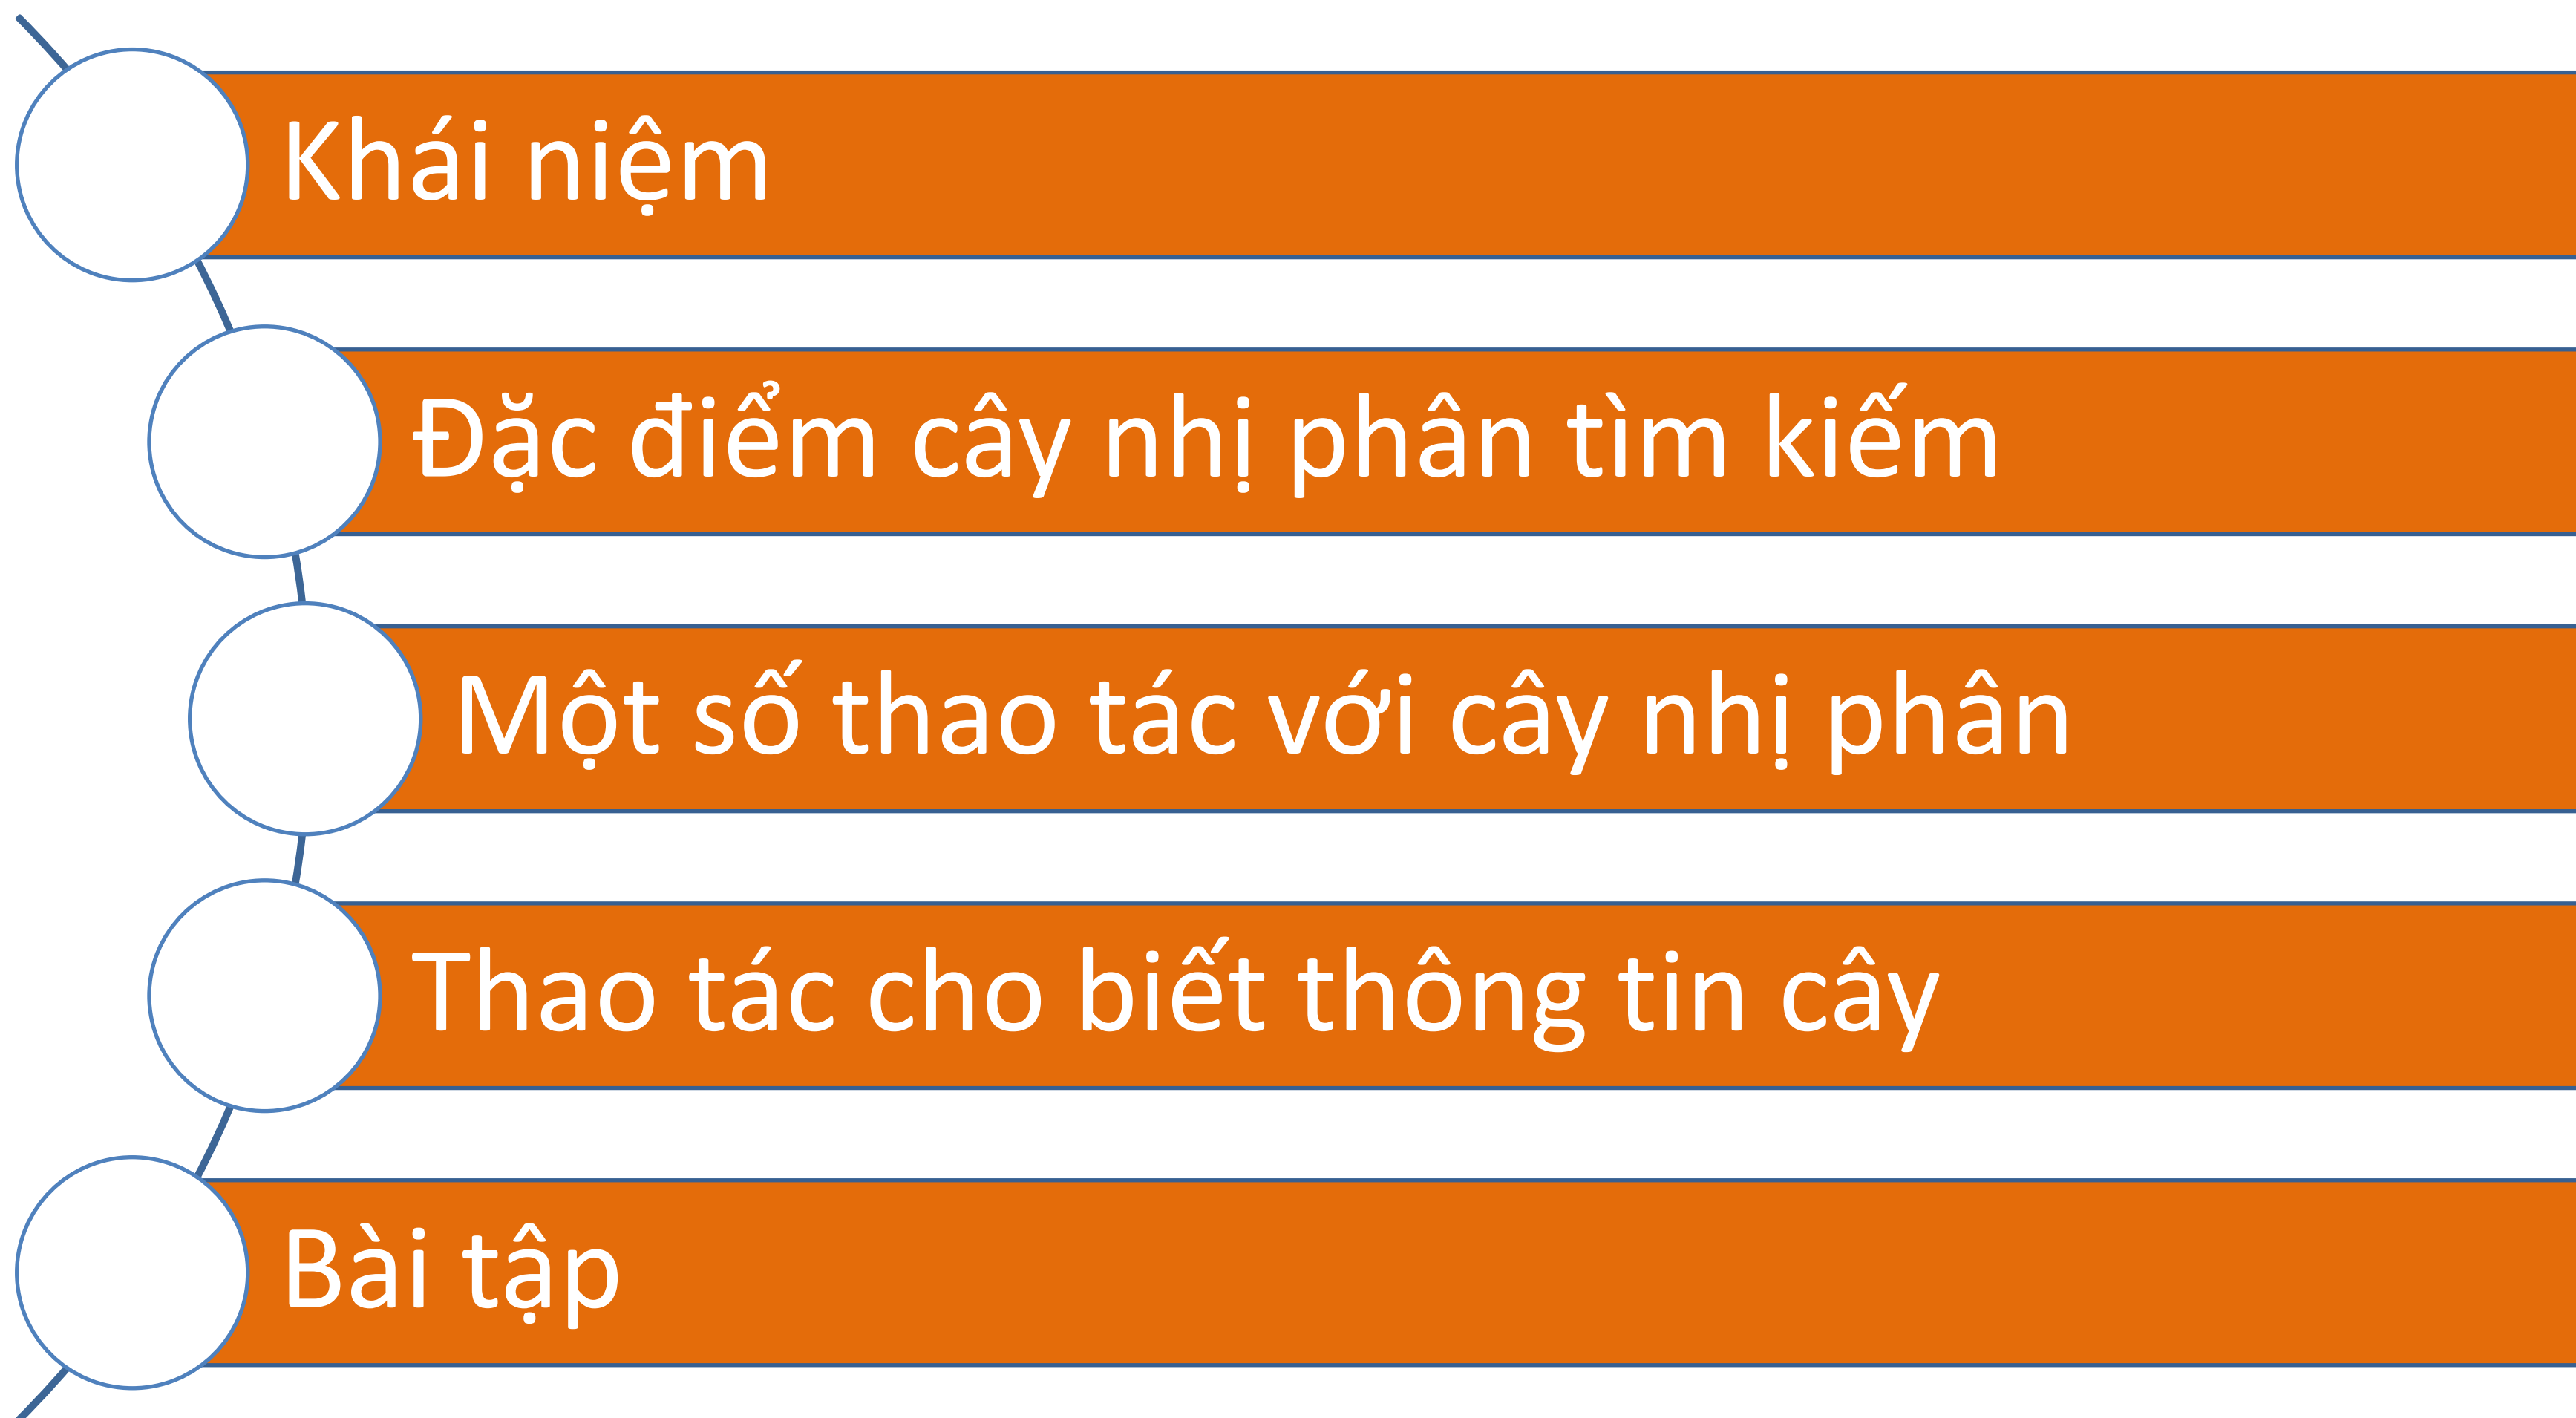 Khái niệm
Đặc điểm cây nhị phân tìm kiếm
Một số thao tác với cây nhị phân
Thao tác cho biết thông tin cây
Bài tập